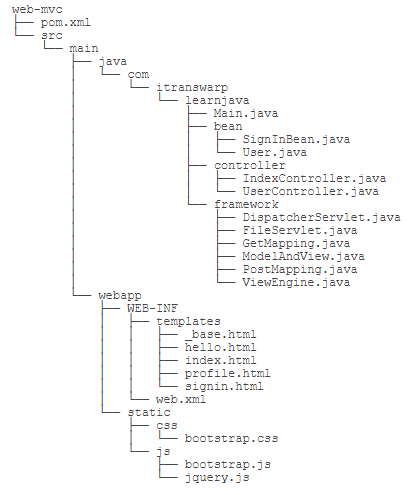 web-mvc
├── pom.xml
└── src
    └── main
        ├── java
        │   └── com
        │       └── itranswarp
        │           └── learnjava
        │               ├── Main.java
        │               ├── bean
        │               │   ├── SignInBean.java
        │               │   └── User.java
        │               ├── controller
        │               │   ├── IndexController.java
        │               │   └── UserController.java
        │               └── framework
        │                   ├── DispatcherServlet.java
        │                   ├── FileServlet.java
        │                   ├── GetMapping.java
        │                   ├── ModelAndView.java
        │                   ├── PostMapping.java
        │                   └── ViewEngine.java
        └── webapp
            ├── WEB-INF
            │   ├── templates
            │   │   ├── _base.html
            │   │   ├── hello.html
            │   │   ├── index.html
            │   │   ├── profile.html
            │   │   └── signin.html
            │   └── web.xml
            └── static
                ├── css
                │   └── bootstrap.css
                └── js
                    ├── bootstrap.js
                    └── jquery.js